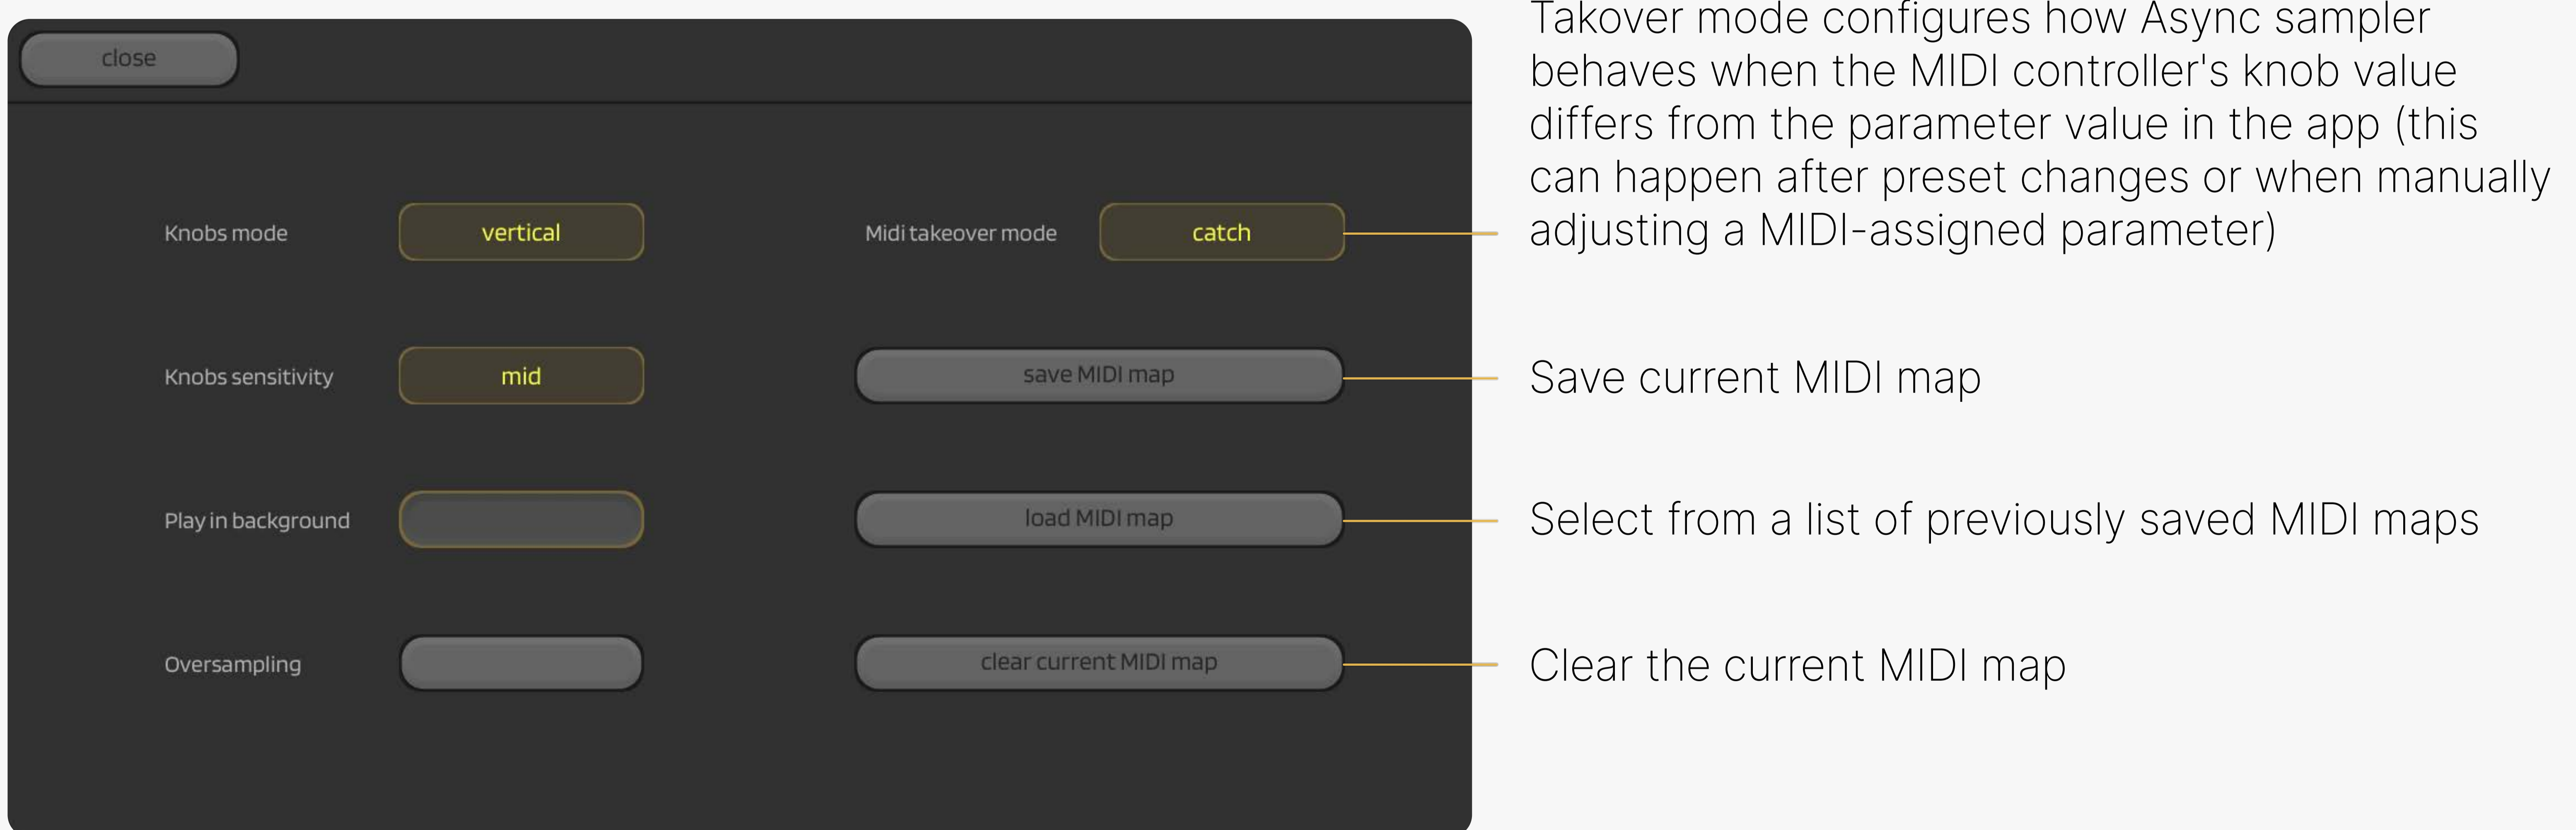 close
Takover mode configures how Async sampler
behaves when the MIDI controller's knob value
differs from the parameter value in the app (this
can happen after preset changes or when manually
adjusting a MIDI-assigned parameter)
Knobs mode
vertical
Midi takeover mode
catch
Knobs sensitivity
mid
save MIDI map
Save current MIDI map
Play in background
load MIDI map
Select from a list of previously saved MIDI maps
Oversampling
clear current MIDI map
Clear the current MIDI map